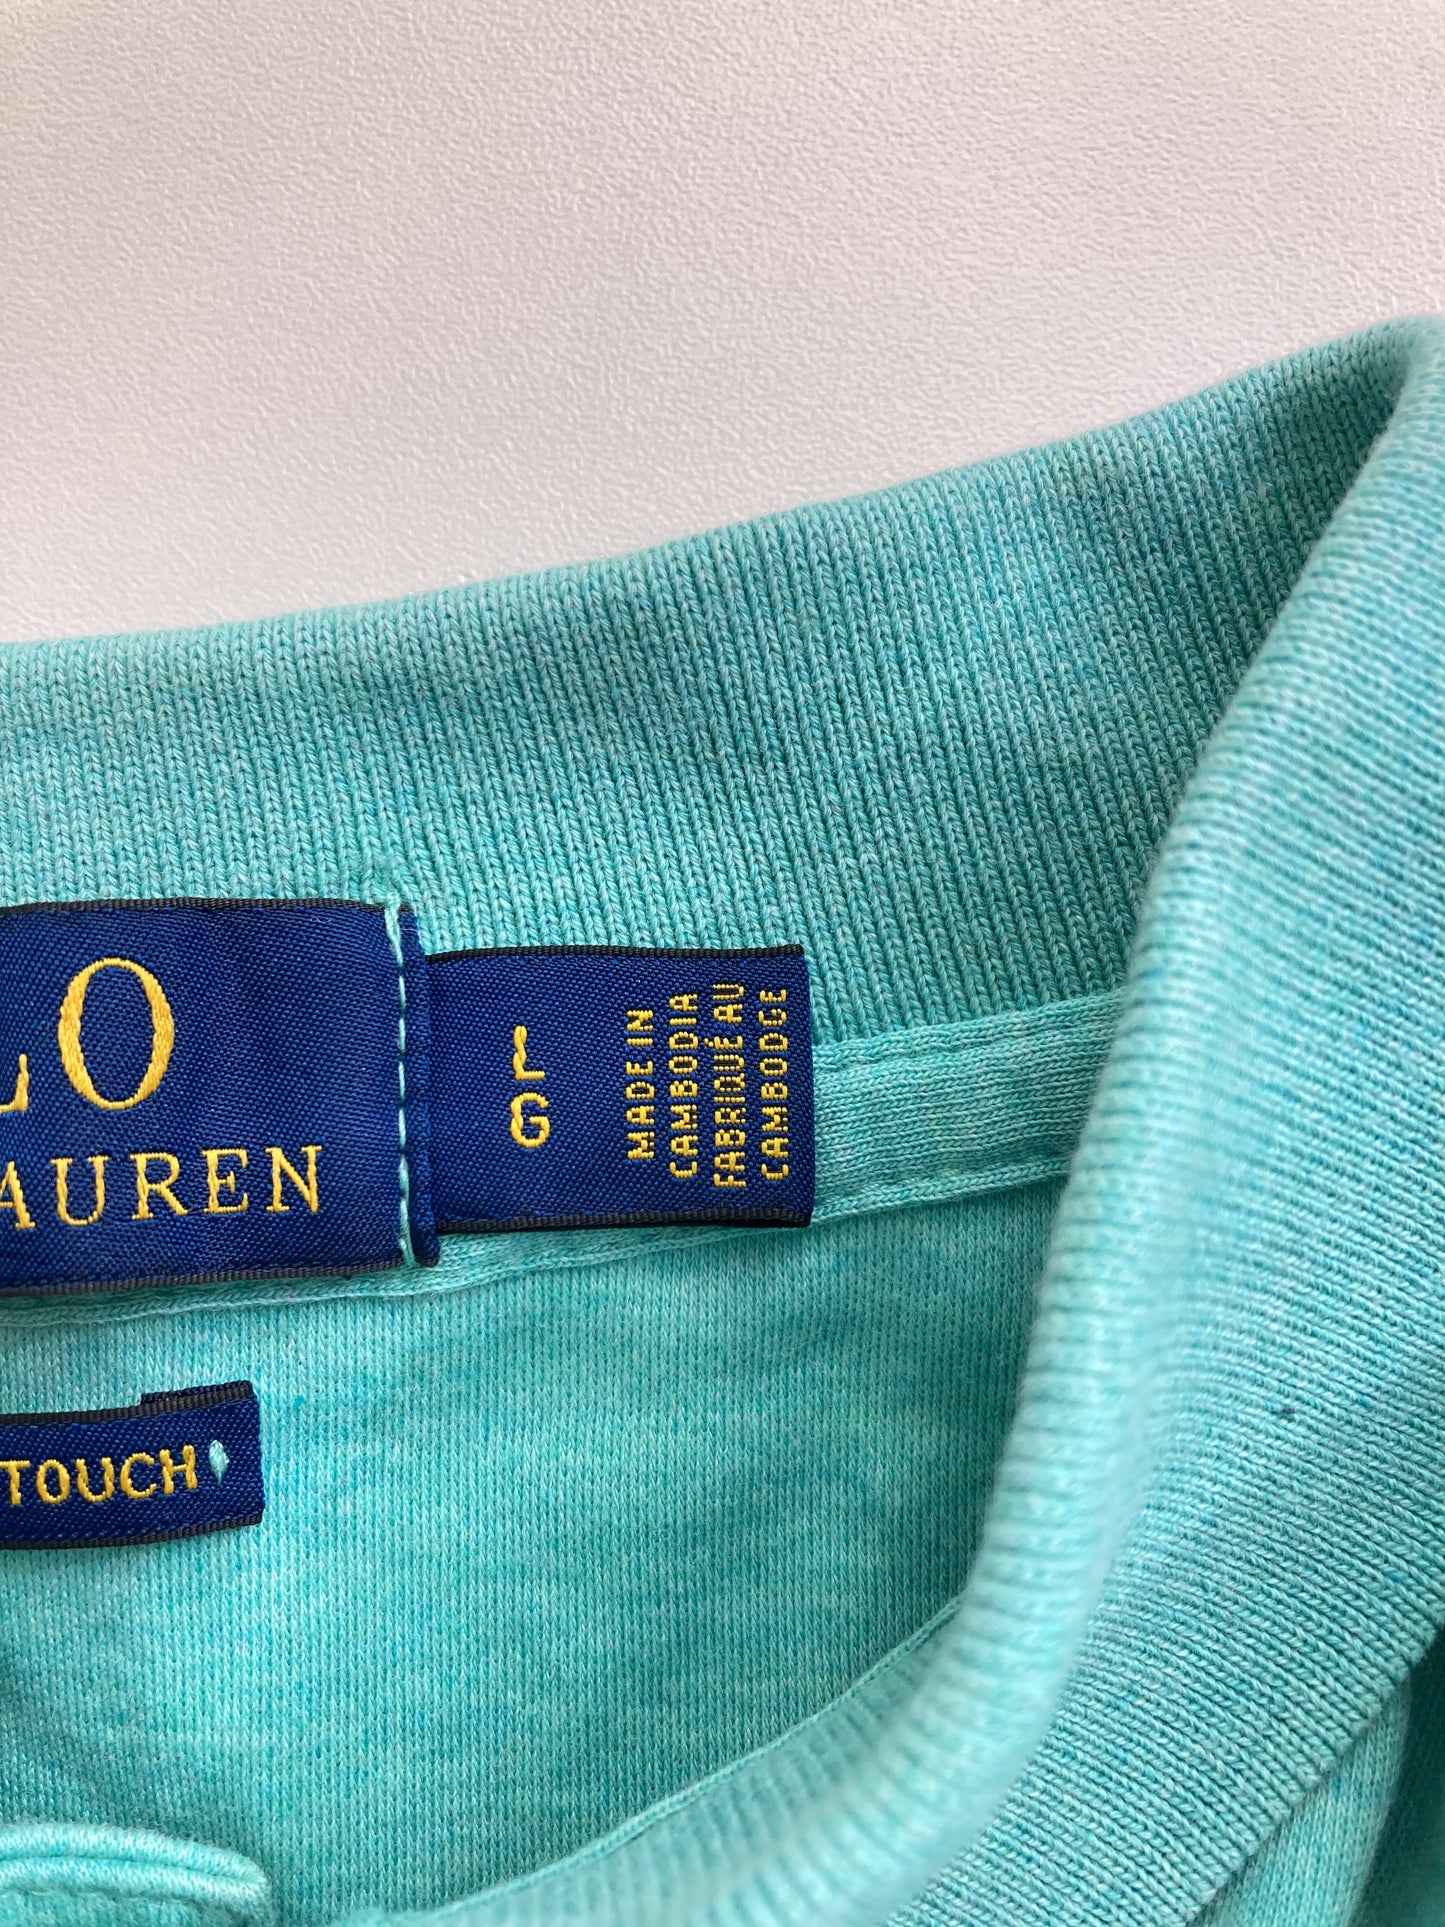 LO
AUREN
L
G
MADE IN
CAMBODIA
FABRIQUÉ AU
CAMBODGE
TOUCH